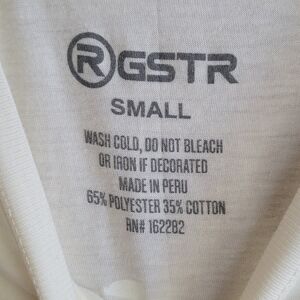 RGSTR
SMALL
WASH COLD, DO NOT BLEACH
OR IRON IF DECORATED
MADE IN PERU
65% POLYESTER 35% COTTON
RN# 162282